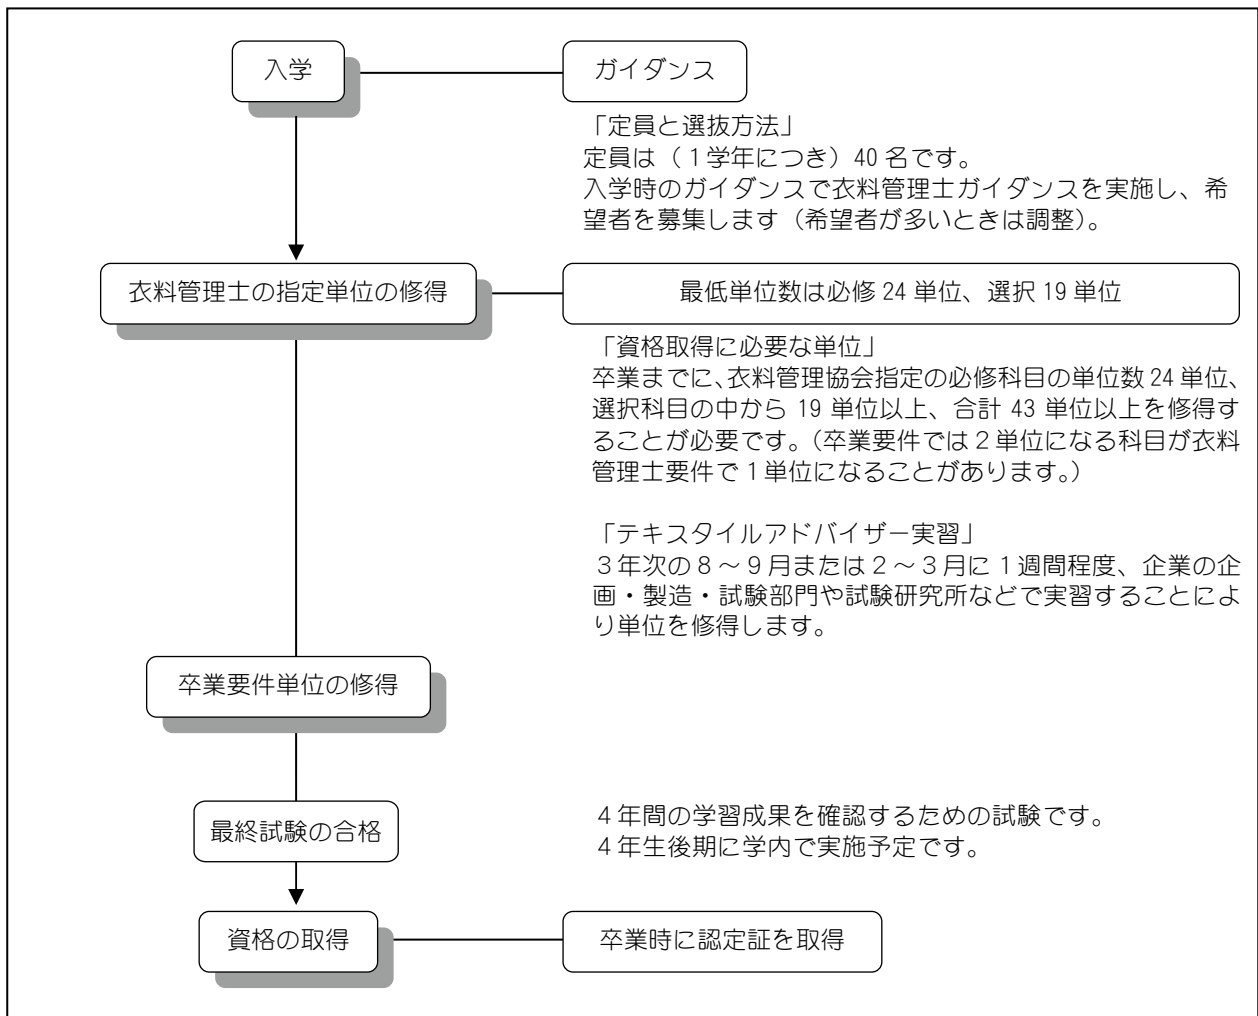 入学
ガイダンス
「定員と選抜方法」
定員は（１学年につき）40 名です。
入学時のガイダンスで衣料管理士ガイダンスを実施し、希
望者を募集します（希望者が多いときは調整）。
衣料管理士の指定単位の修得
最低単位数は必修 24 単位、選択 19 単位
「資格取得に必要な単位」
卒業までに、衣料管理協会指定の必修科目の単位数 24 単位、
選択科目の中から 19 単位以上、合計 43 単位以上を修得す
ることが必要です。（卒業要件では２単位になる科目が衣料
管理士要件で１単位になることがあります。）
「テキスタイルアドバイザー実習」
３年次の８～９月または２～３月に１週間程度、企業の企
画・製造・試験部門や試験研究所などで実習することによ
り単位を修得します。
卒業要件単位の修得
最終試験の合格
４年間の学習成果を確認するための試験です。
４年生後期に学内で実施予定です。
資格の取得
卒業時に認定証を取得